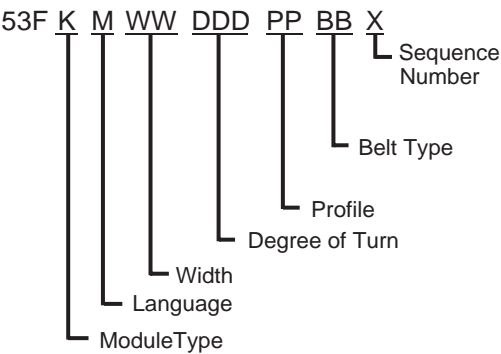 53F K M WW DDD PP BB X
Sequence
Number
Belt Type
Profile
Degree of Turn
Width
Language
ModuleType